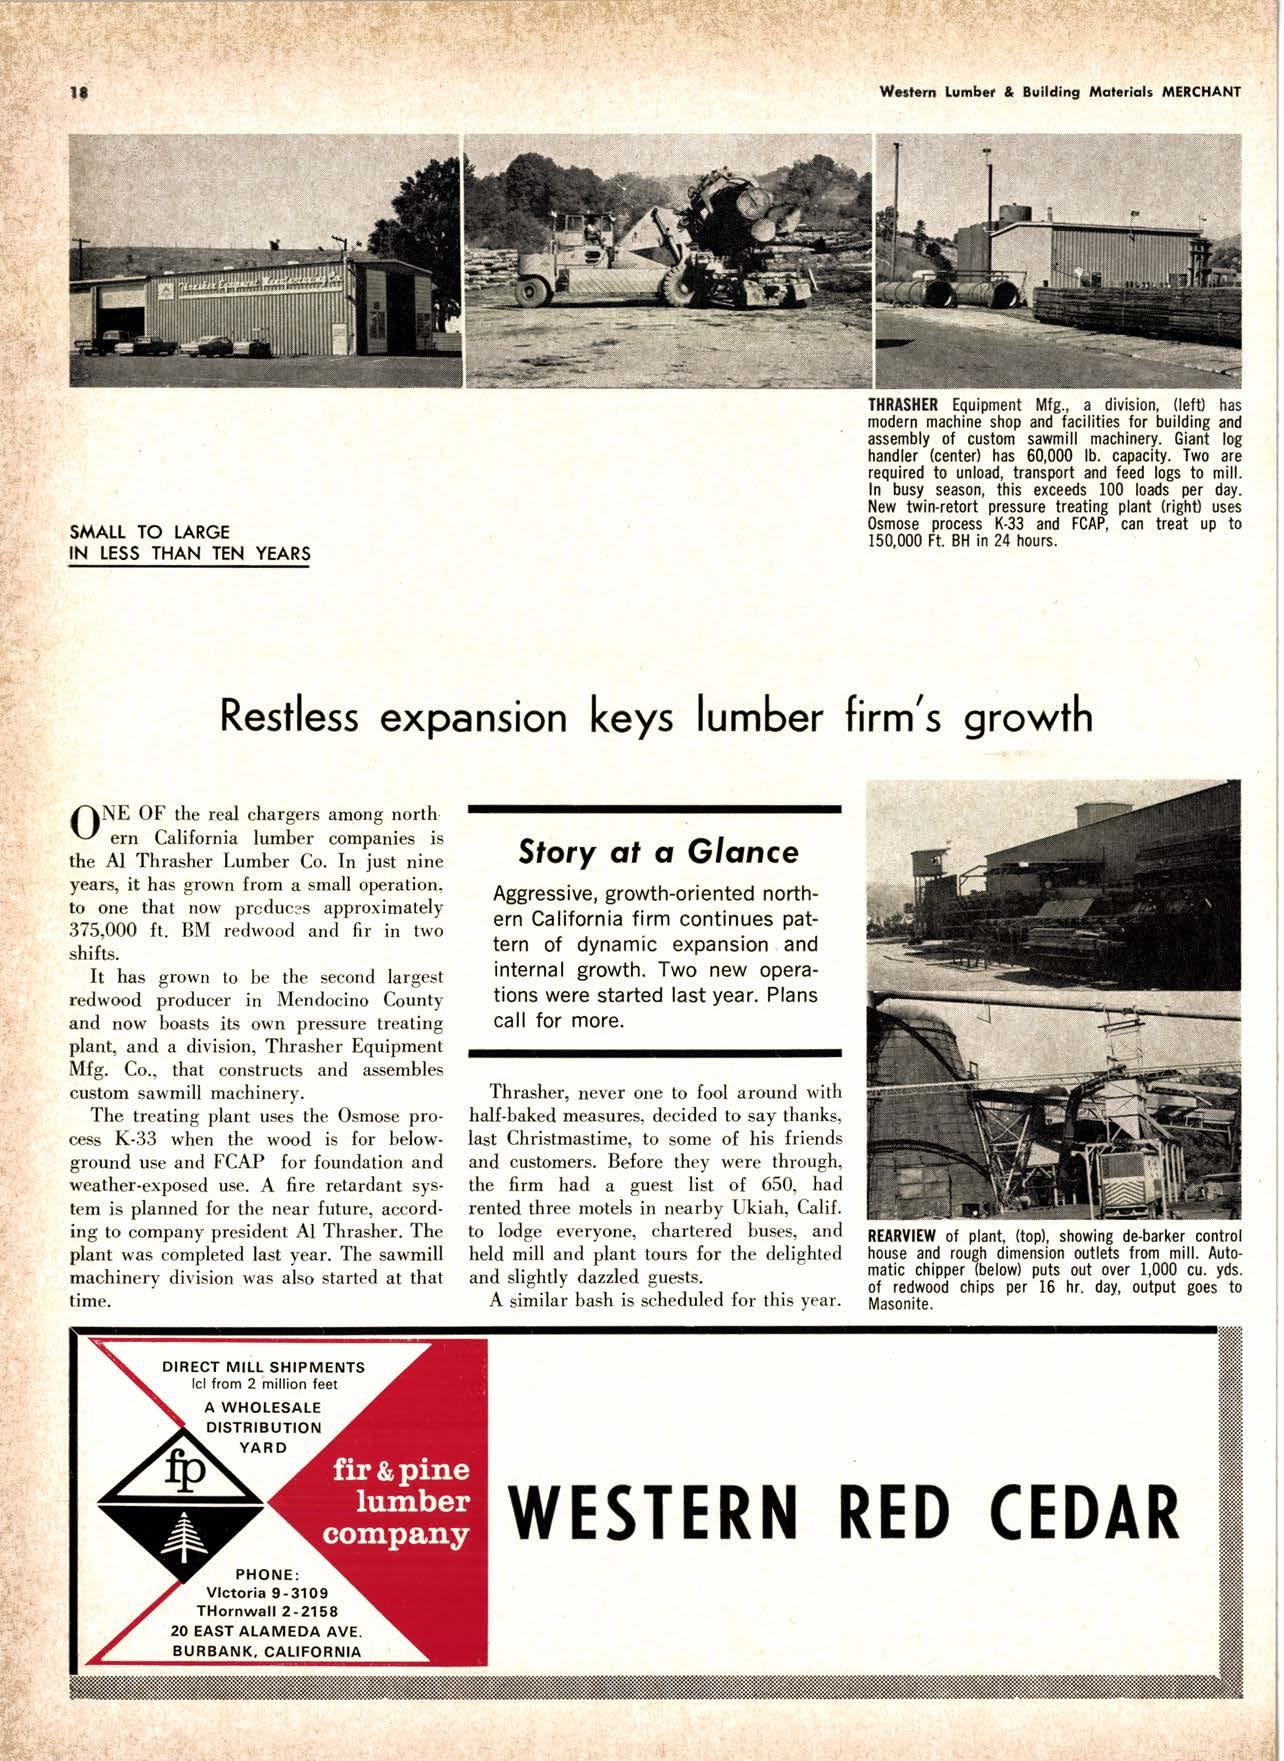 18
Western Lumber & Building Materials MERCHANT
Thrasher Equipment Manufacturing Co.
THRASHER Equipment Mfg., a division, (left) has
modern machine shop and facilities for building and
assembly of custom sawmill machinery. Giant log
handler (center) has 60,000 lb. capacity. Two are
required to unload, transport and feed logs to mill.
In busy season, this exceeds 100 loads per day.
New twin-retort pressure treating plant (right) uses
Osmose process K-33 and FCAP, can treat up to
150,000 Ft. BH in 24 hours.
SMALL TO LARGE
IN LESS THAN TEN YEARS
Restless expansion keys lumber firm's growth
ONE OF the real chargers among north-
ern California lumber companies is
the Al Thrasher Lumber Co. In just nine
years, it has grown from a small operation,
to one that now produces approximately
375,000 ft. BM redwood and fir in two
shifts.
It has grown to be the second largest
redwood producer in Mendocino County
and now boasts its own pressure treating
plant, and a division, Thrasher Equipment
Mfg. Co., that constructs and assembles
custom sawmill machinery.
The treating plant uses the Osmose pro-
cess K-33 when the wood is for below-
ground use and FCAP for foundation and
weather-exposed use. A fire retardant sys-
tem is planned for the near future, accord-
ing to company president Al Thrasher. The
plant was completed last year. The sawmill
machinery division was also started at that
time.
Story at a Glance
Aggressive, growth-oriented north-
ern California firm continues pat-
tern of dynamic expansion and
internal growth. Two new opera-
tions were started last year. Plans
call for more.
Thrasher, never one to fool around with
half-baked measures, decided to say thanks,
last Christmastime, to some of his friends
and customers. Before they were through,
the firm had a guest list of 650, had
rented three motels in nearby Ukiah, Calif.
to lodge everyone, chartered buses, and
held mill and plant tours for the delighted
and slightly dazzled guests.
A similar bash is scheduled for this year.
REARVIEW of plant, (top), showing de-barker control
house and rough dimension outlets from mill. Auto-
matic chipper (below) puts out over 1,000 cu. yds.
of redwood chips per 16 hr. day, output goes to
Masonite.
DIRECT MILL SHIPMENTS
lcl from 2 million feet
A WHOLESALE
DISTRIBUTION
YARD
fp
fir & pine
lumber
company
PHONE:
VIctoria 9-3109
THornwall 2-2158
20 EAST ALAMEDA AVE.
BURBANK, CALIFORNIA
WESTERN RED CEDAR